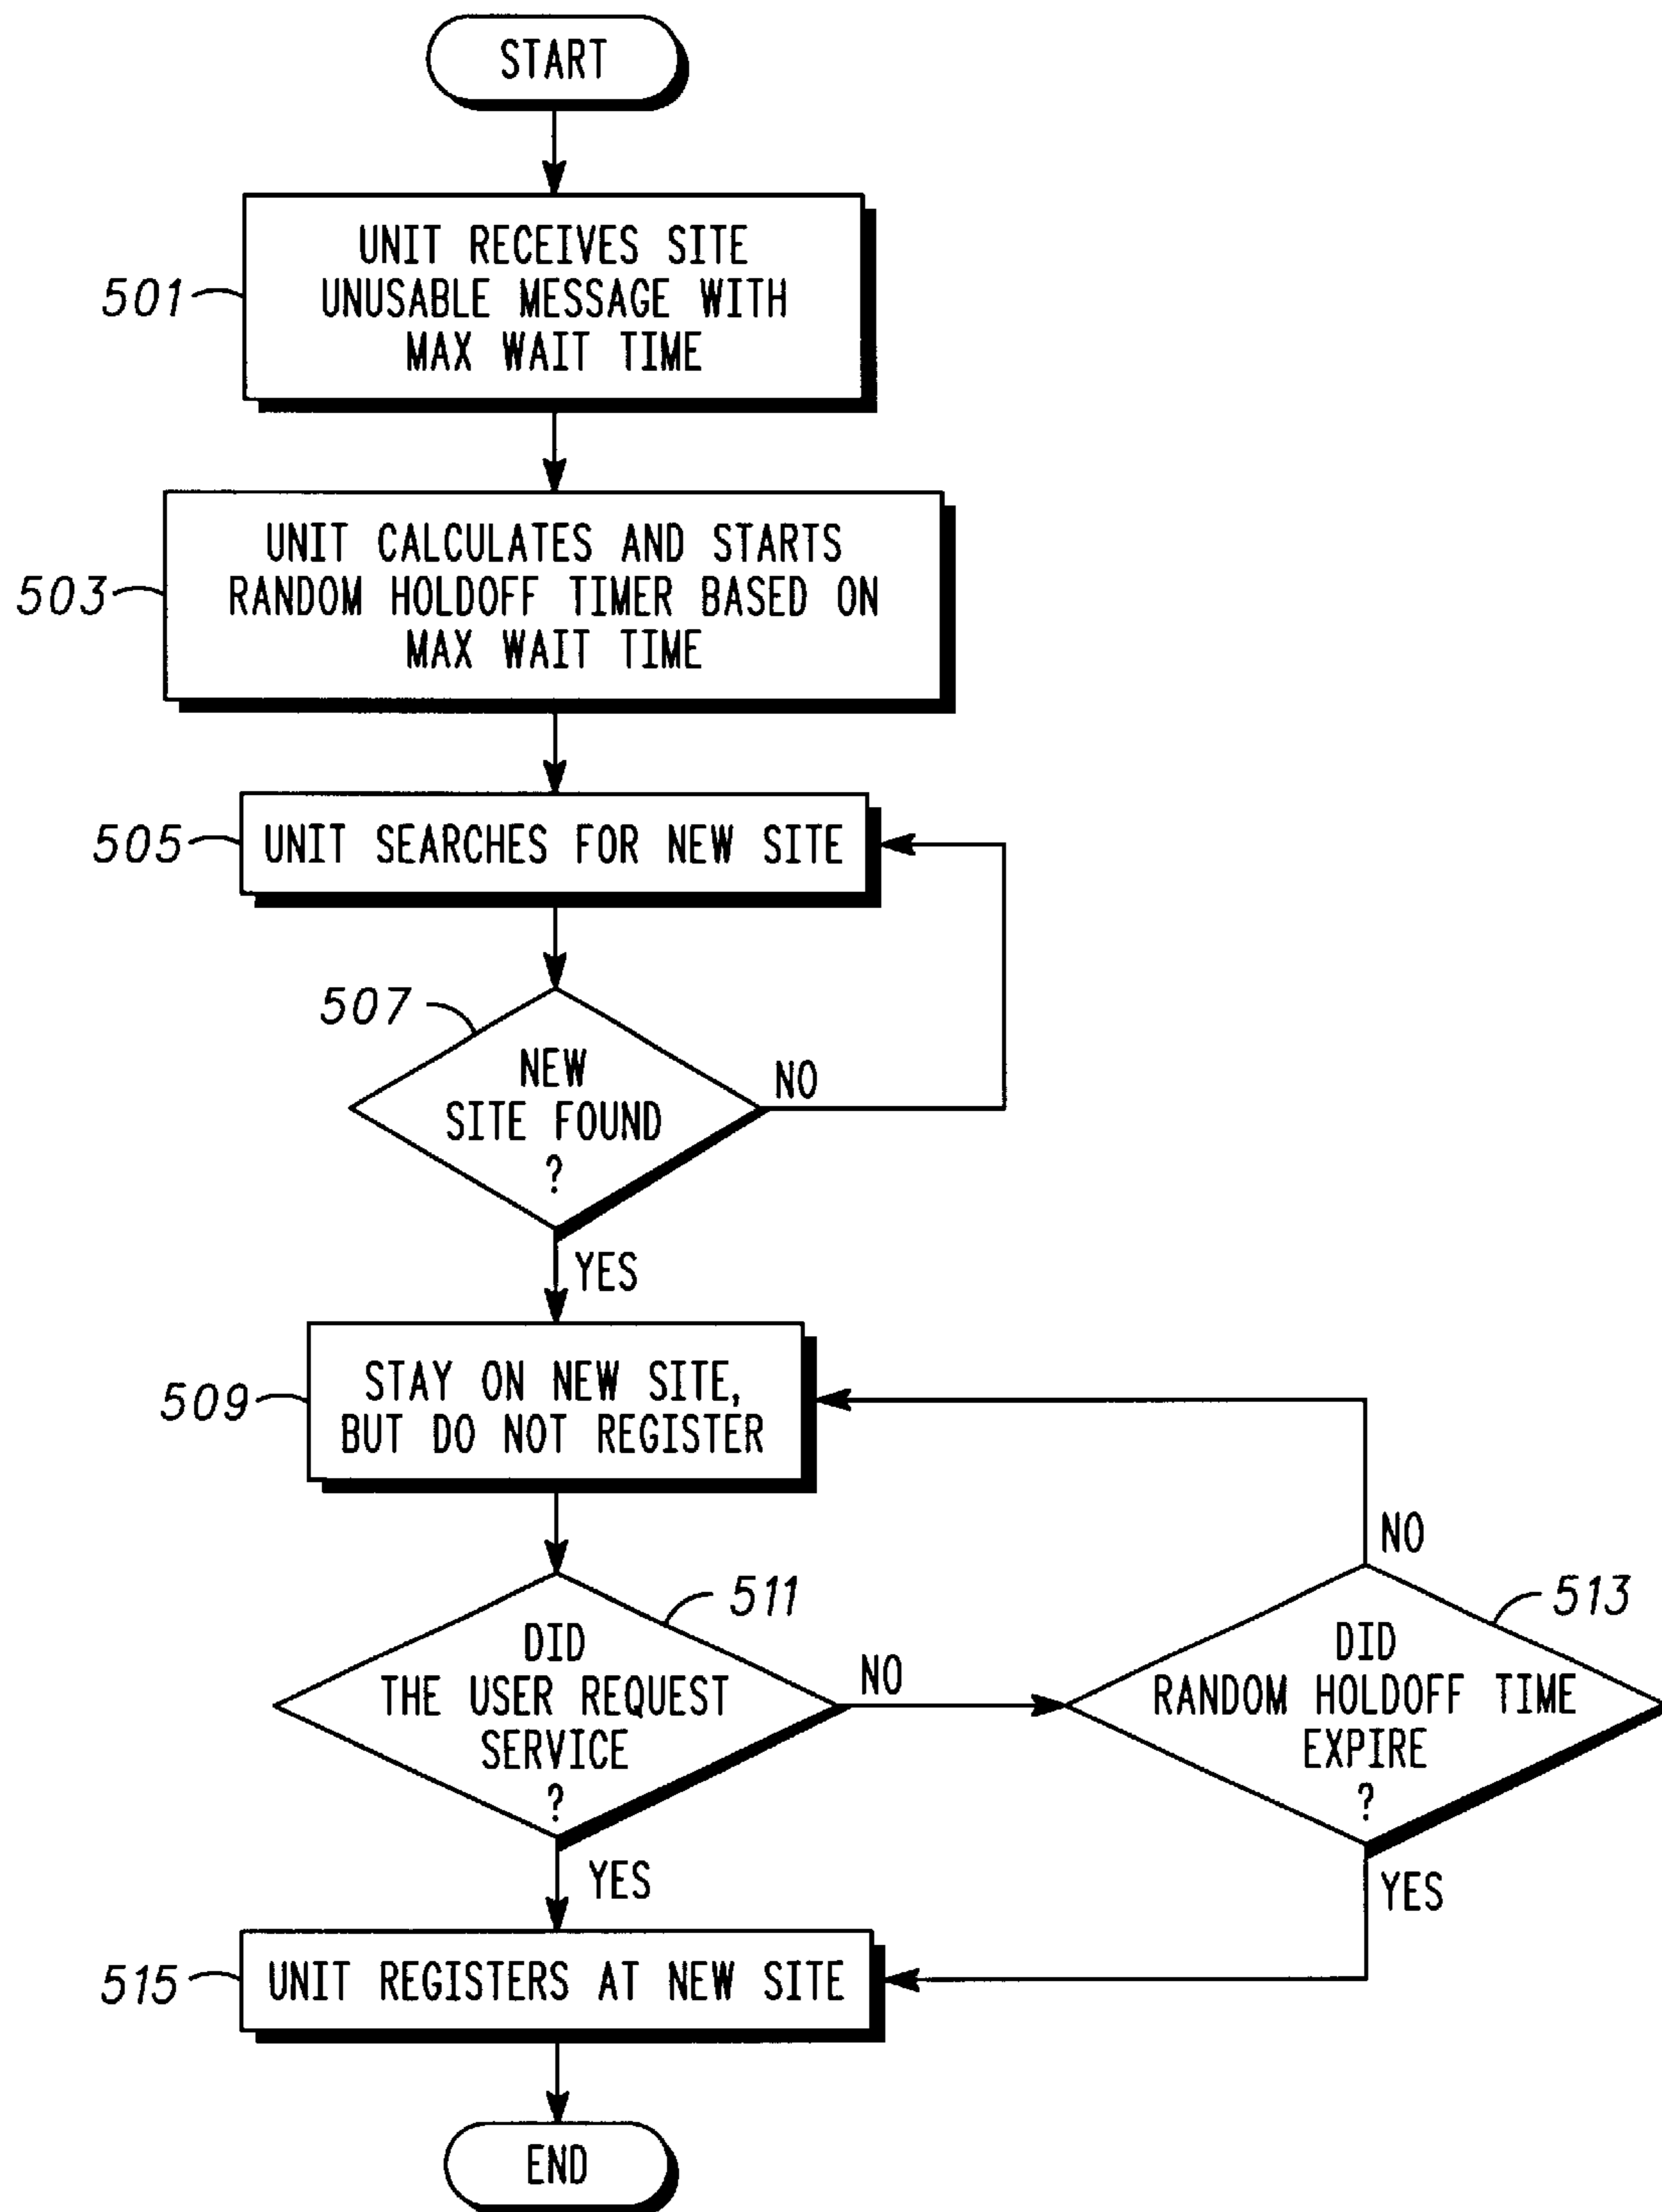 START
UNIT RECEIVES SITE
UNUSABLE MESSAGE WITH
MAX WAIT TIME
501
UNIT CALCULATES AND STARTS
RANDOM HOLDOFF TIMER BASED ON
MAX WAIT TIME
503
505
UNIT SEARCHES FOR NEW SITE
507
NEW
SITE FOUND
?
NO
YES
509
STAY ON NEW SITE,
BUT DO NOT REGISTER
511
DID
THE USER REQUEST
SERVICE
?
NO
YES
NO
513
DID
RANDOM HOLDOFF TIME
EXPIRE
?
YES
515
UNIT REGISTERS AT NEW SITE
END